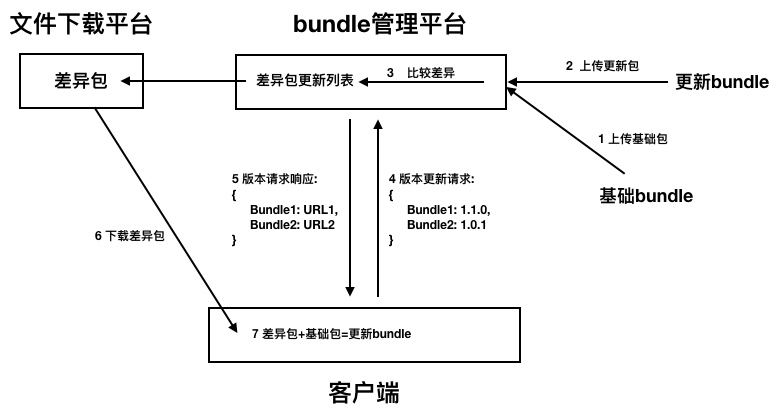 文件下载平台
bundle管理平台
差异包
差异包更新列表
3 比较差异
2 上传更新包
更新bundle
1 上传基础包
基础bundle
5 版本请求响应:
{
Bundle1: URL1,
Bundle2: URL2
}
4 版本更新请求:
{
Bundle1: 1.1.0,
Bundle2: 1.0.1
}
6 下载差异包
7 差异包+基础包=更新bundle
客户端